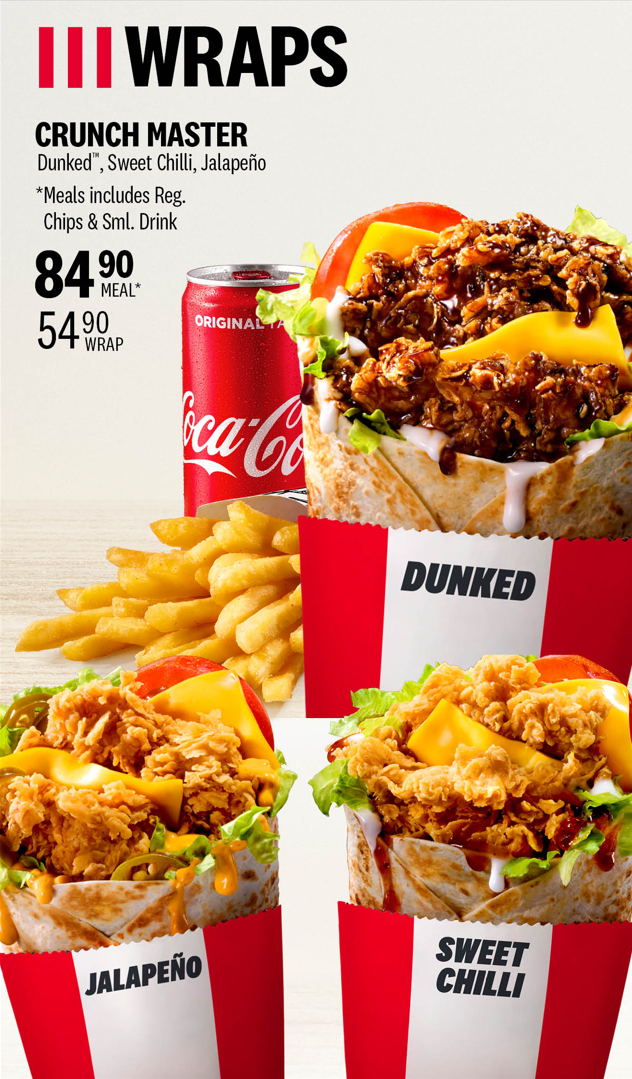 WRAPS
CRUNCH MASTER
Dunked™, Sweet Chilli, Jalapeño
*Meals includes Reg.
Chips & Sml. Drink
84.90 MEAL*
54.90 WRAP
ORIGINAL
Coca-Co
DUNKED
JALAPEÑO
SWEET
CHILLI